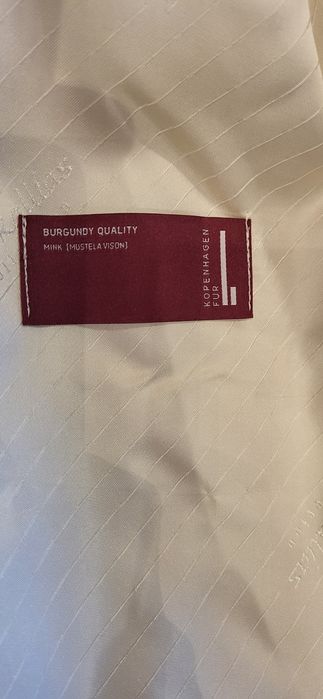 BURGUNDY QUALITY
MINK [MUSTELA VISON]
KOPENHAGEN
FUR